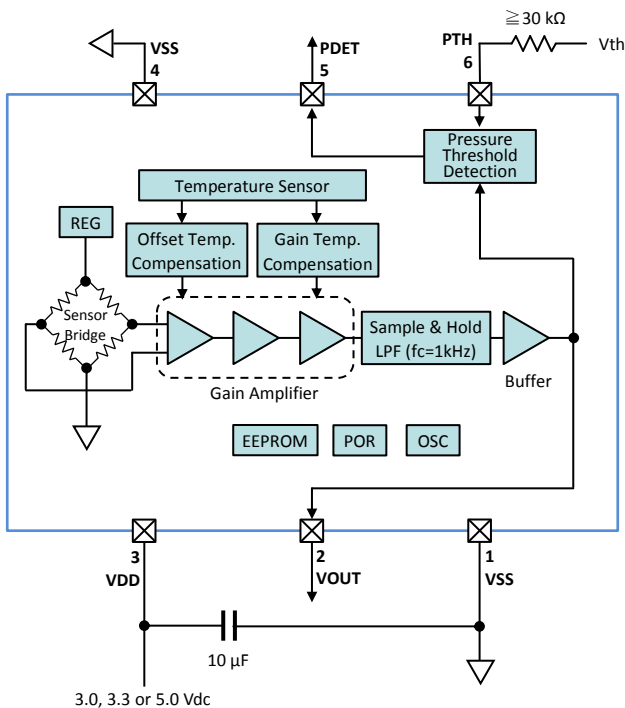 ≧30 kΩ
VSS
4
PDET
5
PTH
6
Vth
Pressure
Threshold
Detection
Temperature Sensor
REG
Offset Temp.
Compensation
Gain Temp.
Compensation
Sensor
Bridge
Sample & Hold
LPF (fc=1kHz)
Buffer
Gain Amplifier
EEPROM
POR
OSC
3
VDD
2
VOUT
1
VSS
10 µF
3.0, 3.3 or 5.0 Vdc